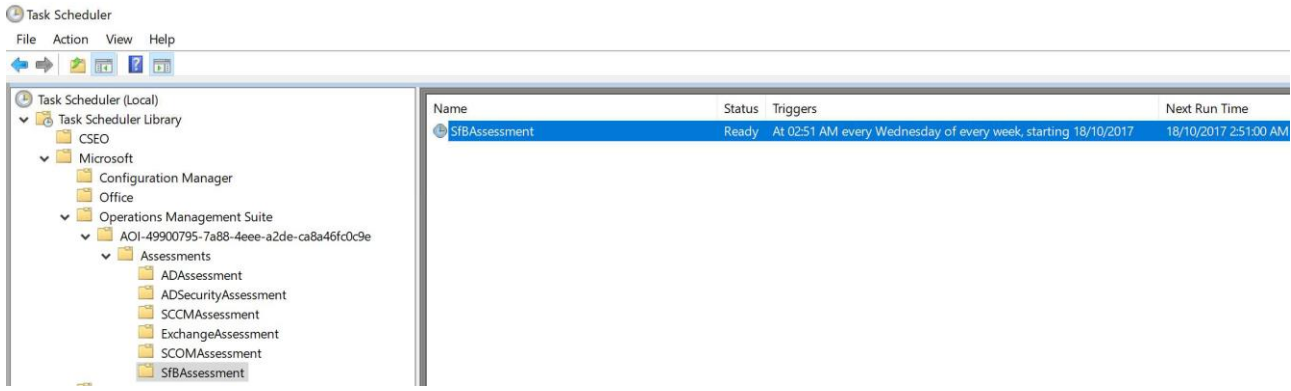 Task Scheduler
File Action View Help
Task Scheduler (Local)
Task Scheduler Library
CSEO
Microsoft
Configuration Manager
Office
Operations Management Suite
AOI-49900795-7a88-4eee-a2de-ca8a46fc0c9e
Assessments
ADAssessment
ADSecurityAssessment
SCCMAssessment
ExchangeAssessment
SCOMAssessment
SfBAssessment
Name Status Triggers Next Run Time
SfBAssessment Ready At 02:51 AM every Wednesday of every week, starting 18/10/2017 18/10/2017 2:51:00 AM